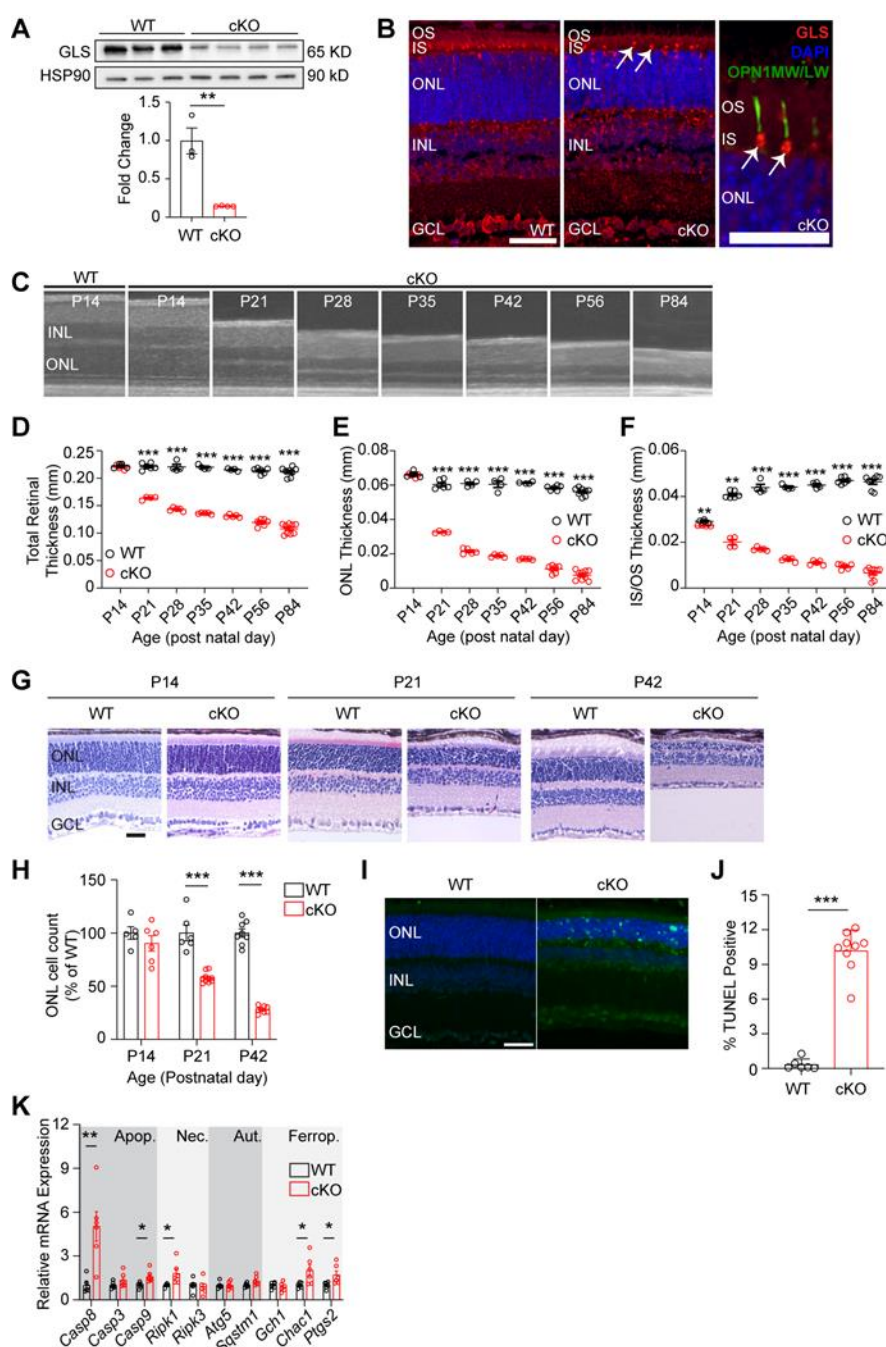 A
WT cKO
GLS 65 KD
HSP90 90 kD
**
1.5
1.0
0.5
0
Fold Change
WT cKO
B
OS
IS
ONL
INL
GCL WT
OS
IS
ONL
INL
GCL cKO
GLS
DAPI
OPN1MW/LW
OS
IS
ONL
cKO
C
WT cKO
P14 P14 P21 P28 P35 P42 P56 P84
INL
ONL
D
Total Retinal
Thickness (mm)
0.25
0.20
0.15
0.10
0.05
0
*** *** *** *** *** ***
WT
cKO
P14 P21 P28 P35 P42 P56 P84
Age (post natal day)
E
ONL Thickness (mm)
0.06
0.04
0.02
0
*** *** *** *** *** ***
WT
cKO
P14 P21 P28 P35 P42 P56 P84
Age (post natal day)
F
IS/OS Thickness (mm)
0.06
0.04
0.02
0
** ** *** *** *** *** ***
WT
cKO
P14 P21 P28 P35 P42 P56 P84
Age (post natal day)
G
P14 P21 P42
WT cKO WT cKO WT cKO
ONL
INL
GCL
H
ONL cell count
(% of WT)
150
100
50
0
*** ***
WT
cKO
P14 P21 P42
Age (Postnatal day)
I
WT cKO
ONL
INL
GCL
J
% TUNEL Positive
15
12
9
6
3
0
***
WT cKO
K
Relative mRNA Expression
12
9
6
3
0
Apop. Nec. Aut. Ferrop.
** * * * *
WT
cKO
Casp8 Casp3 Casp9 Ripk1 Ripk3 Atg5 Sqstm1 Gch1 Chac1 Ptgs2